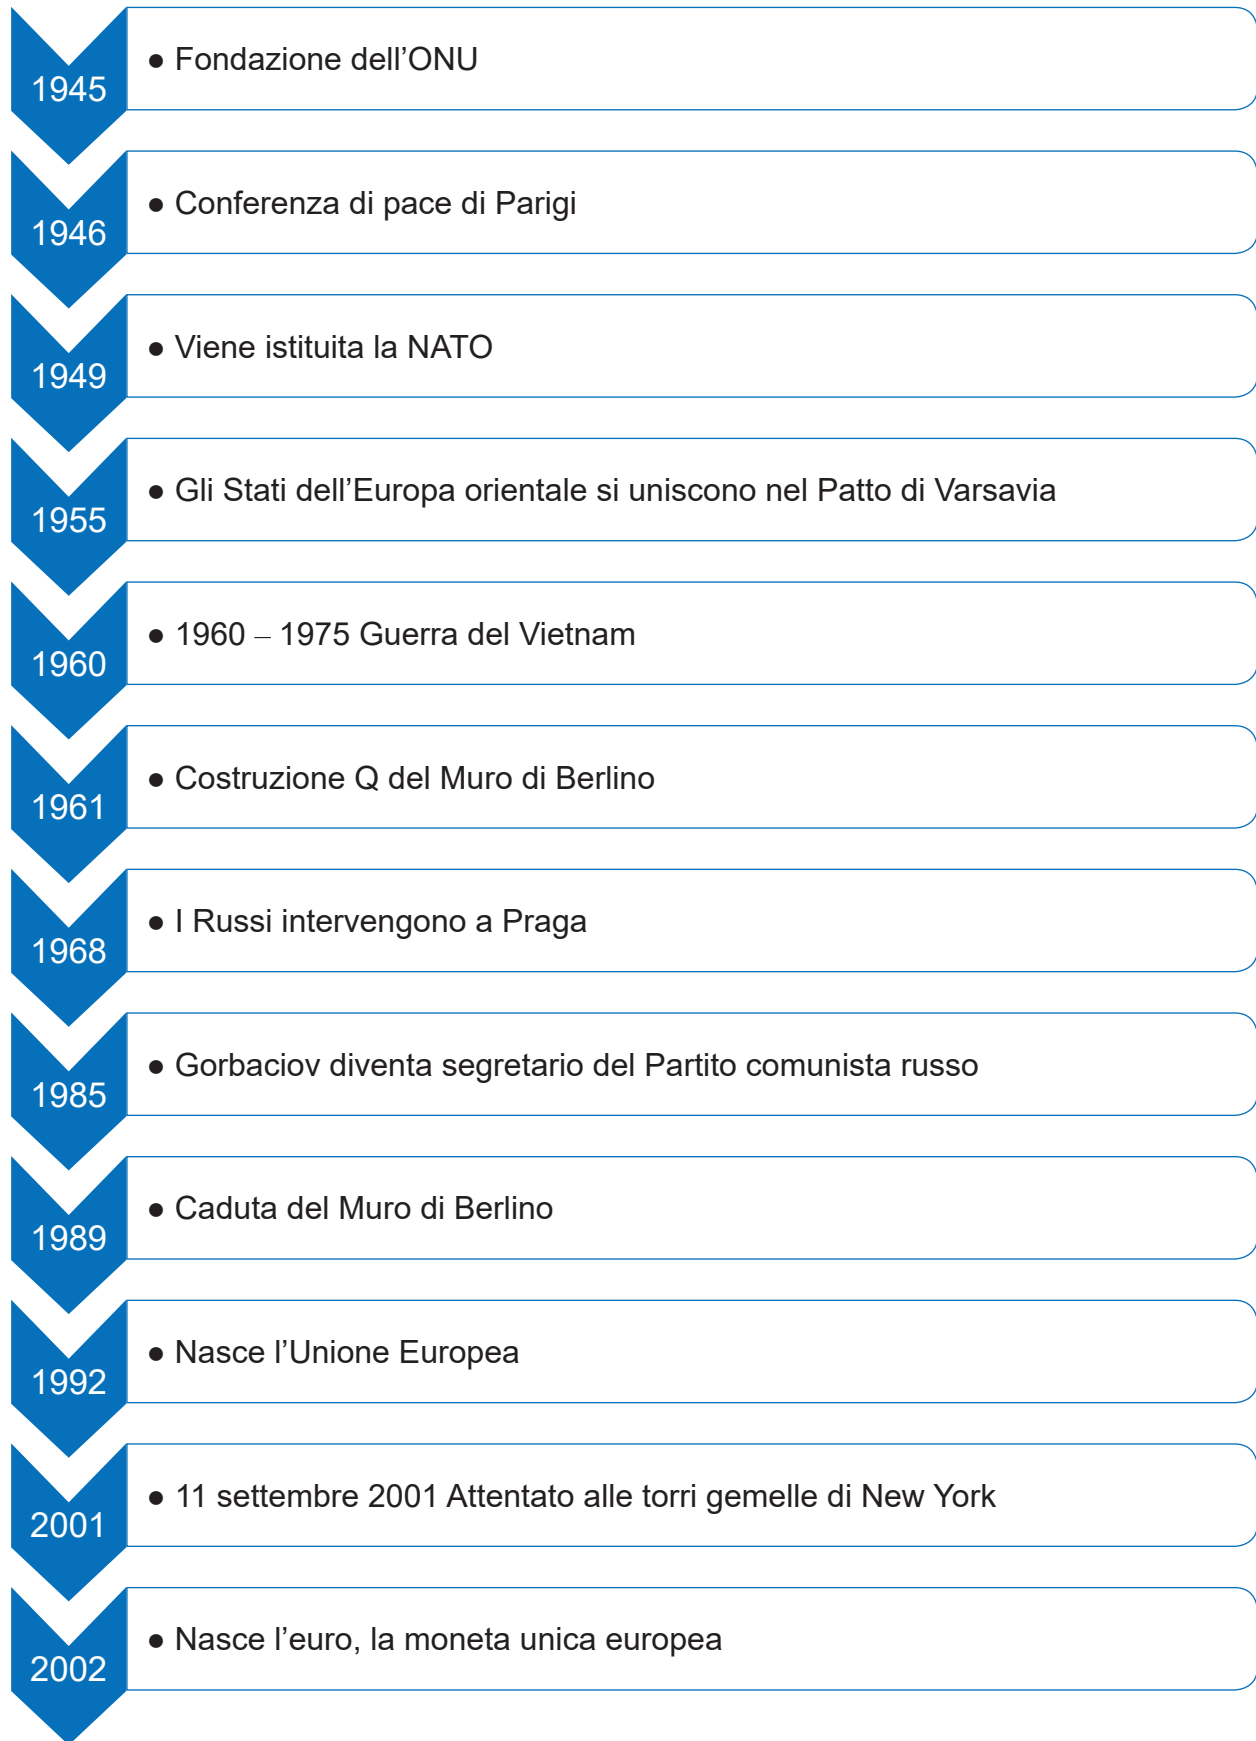 1945
● Fondazione dell’ONU
1946
● Conferenza di pace di Parigi
1949
● Viene istituita la NATO
1955
● Gli Stati dell’Europa orientale si uniscono nel Patto di Varsavia
1960
● 1960 – 1975 Guerra del Vietnam
1961
● Costruzione Q del Muro di Berlino
1968
● I Russi intervengono a Praga
1985
● Gorbaciov diventa segretario del Partito comunista russo
1989
● Caduta del Muro di Berlino
1992
● Nasce l’Unione Europea
2001
● 11 settembre 2001 Attentato alle torri gemelle di New York
2002
● Nasce l’euro, la moneta unica europea